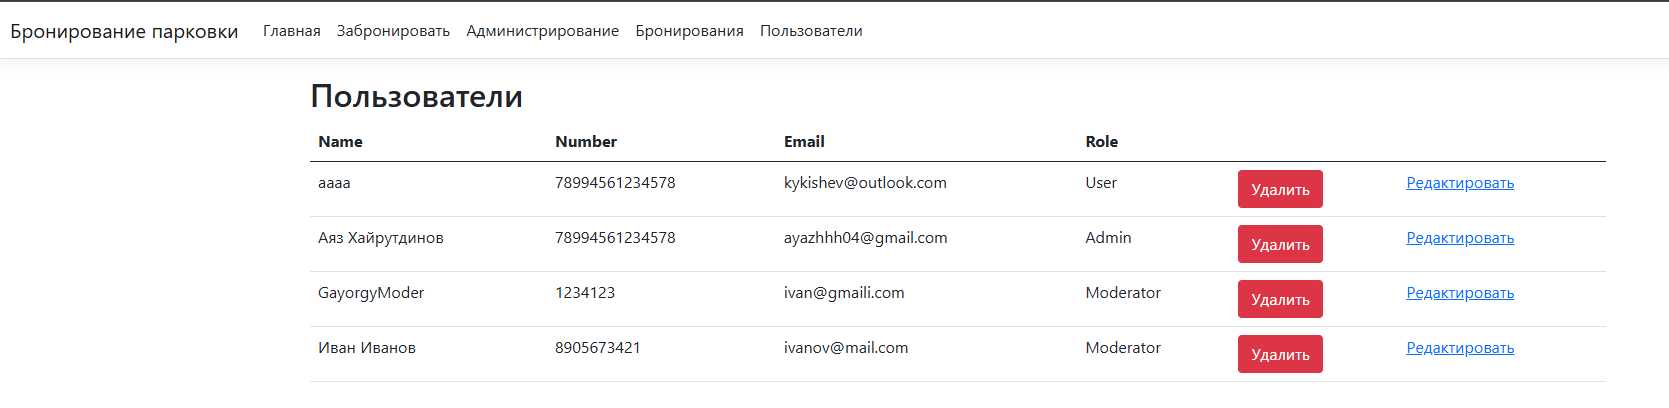 Бронирование парковки Главная Забронировать Администрирование Бронирования Пользователи
Пользователи
Name Number Email Role
aaaa 78994561234578 kykishev@outlook.com User Удалить Редактировать
Аяз Хайрутдинов 78994561234578 ayazhhh04@gmail.com Admin Удалить Редактировать
GayorgyModer 1234123 ivan@gmaili.com Moderator Удалить Редактировать
Иван Иванов 8905673421 ivanov@mail.com Moderator Удалить Редактировать